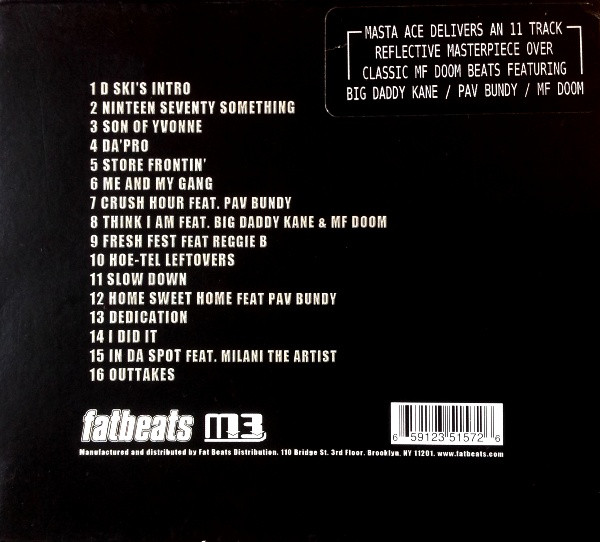 MASTA ACE DELIVERS AN 11 TRACK
REFLECTIVE MASTERPIECE OVER
CLASSIC MF DOOM BEATS FEATURING
BIG DADDY KANE / PAV BUNDY / MF DOOM
1 D SKI'S INTRO
2 NINTEEN SEVENTY SOMETHING
3 SON OF YVONNE
4 DA'PRO
5 STORE FRONTIN'
6 ME AND MY GANG
7 CRUSH HOUR FEAT. PAV BUNDY
8 THINK I AM FEAT. BIG DADDY KANE & MF DOOM
9 FRESH FEST FEAT REGGIE B
10 HOE-TEL LEFTOVERS
11 SLOW DOWN
12 HOME SWEET HOME FEAT PAV BUNDY
13 DEDICATION
14 I DID IT
15 IN DA SPOT FEAT. MILANI THE ARTIST
16 OUTTAKES
fatbeats M3
6 59123 51572 6
Manufactured and distributed by Fat Beats Distribution. 110 Bridge St. 3rd Floor. Brooklyn, NY 11201. www.fatbeats.com